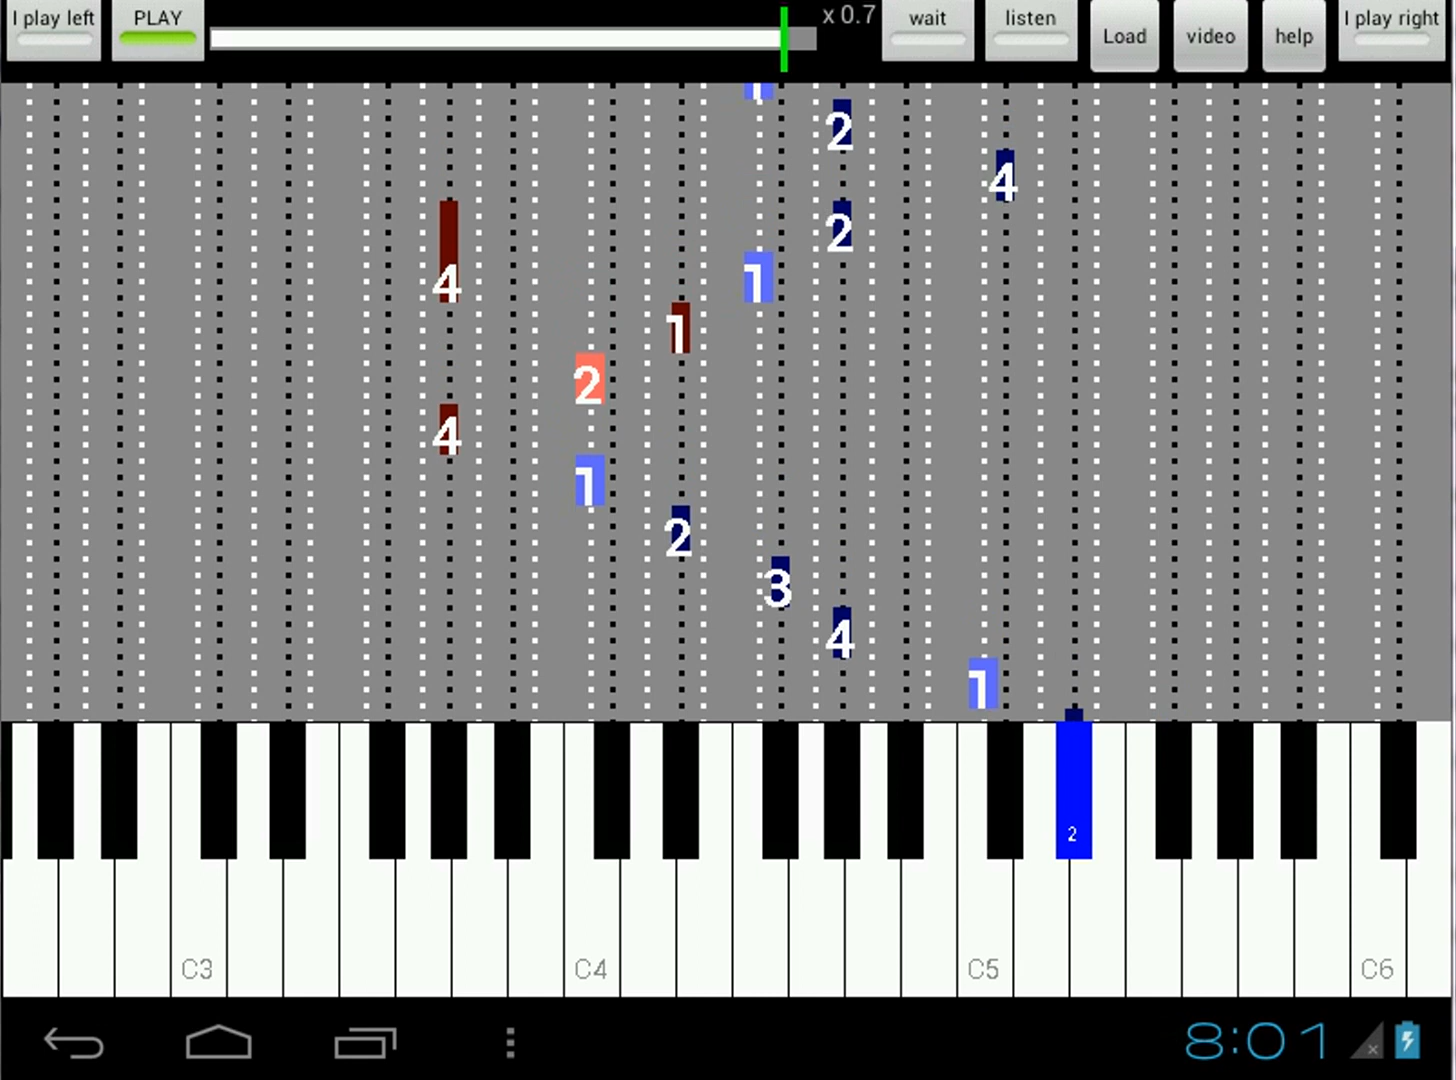 I play left
PLAY
x 0.7
wait
listen
Load
video
help
I play right
2
4
2
4
1
1
2
4
1
2
3
4
1
2
C3
C4
C5
C6
8:01